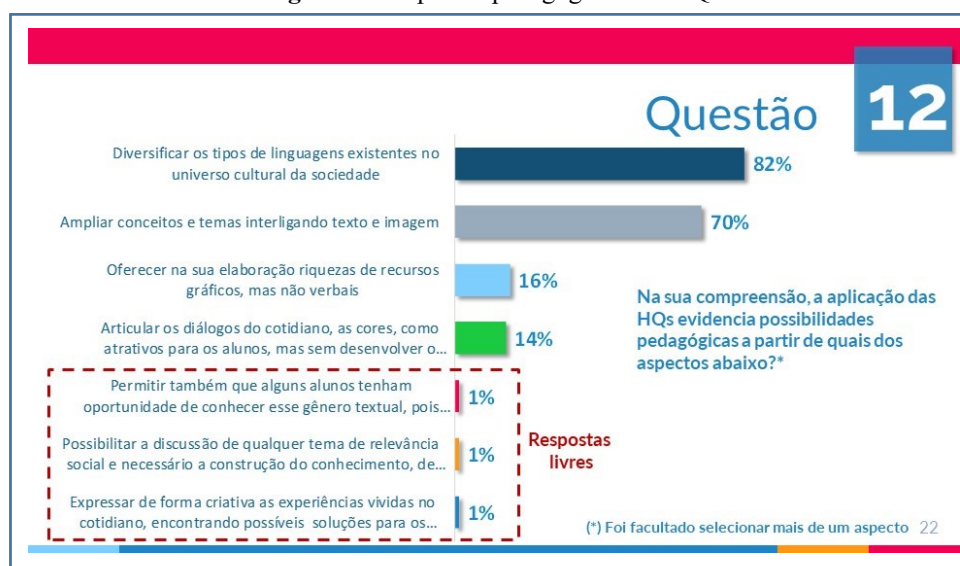 Questão 12
Diversificar os tipos de linguagens existentes no
universo cultural da sociedade
82%
Ampliar conceitos e temas interligando texto e imagem
70%
Oferecer na sua elaboração riquezas de recursos
gráficos, mas não verbais
16%
Articular os diálogos do cotidiano, as cores, como
atrativos para os alunos, mas sem desenvolver o...
14%
Permitir também que alguns alunos tenham
oportunidade de conhecer esse gênero textual, pois...
1%
Possibilitar a discussão de qualquer tema de relevância
social e necessário a construção do conhecimento, de...
1%
Expressar de forma criativa as experiências vividas no
cotidiano, encontrando possíveis soluções para os...
1%
Respostas
livres
Na sua compreensão, a aplicação das
HQs evidencia possibilidades
pedagógicas a partir de quais dos
aspectos abaixo?*
(*) Foi facultado selecionar mais de um aspecto 22